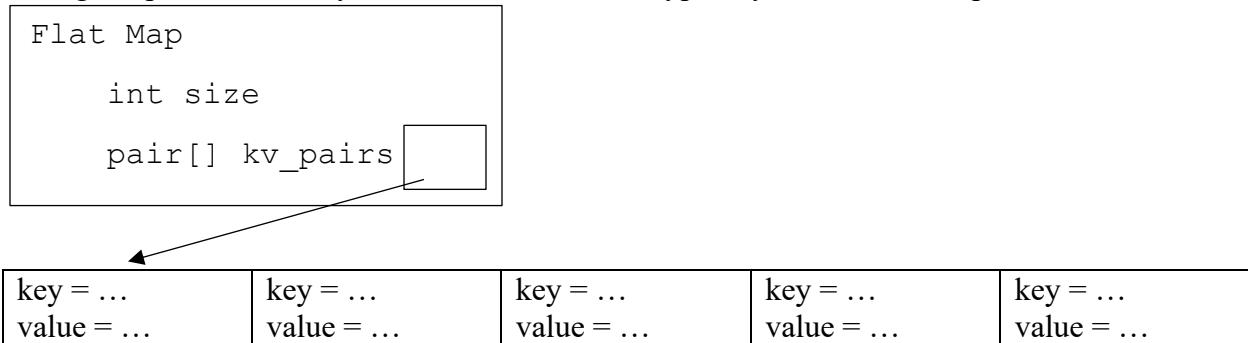 Flat Map
int size
pair[] kv_pairs
key = … key = … key = … key = … key = …
value = … value = … value = … value = … value = …